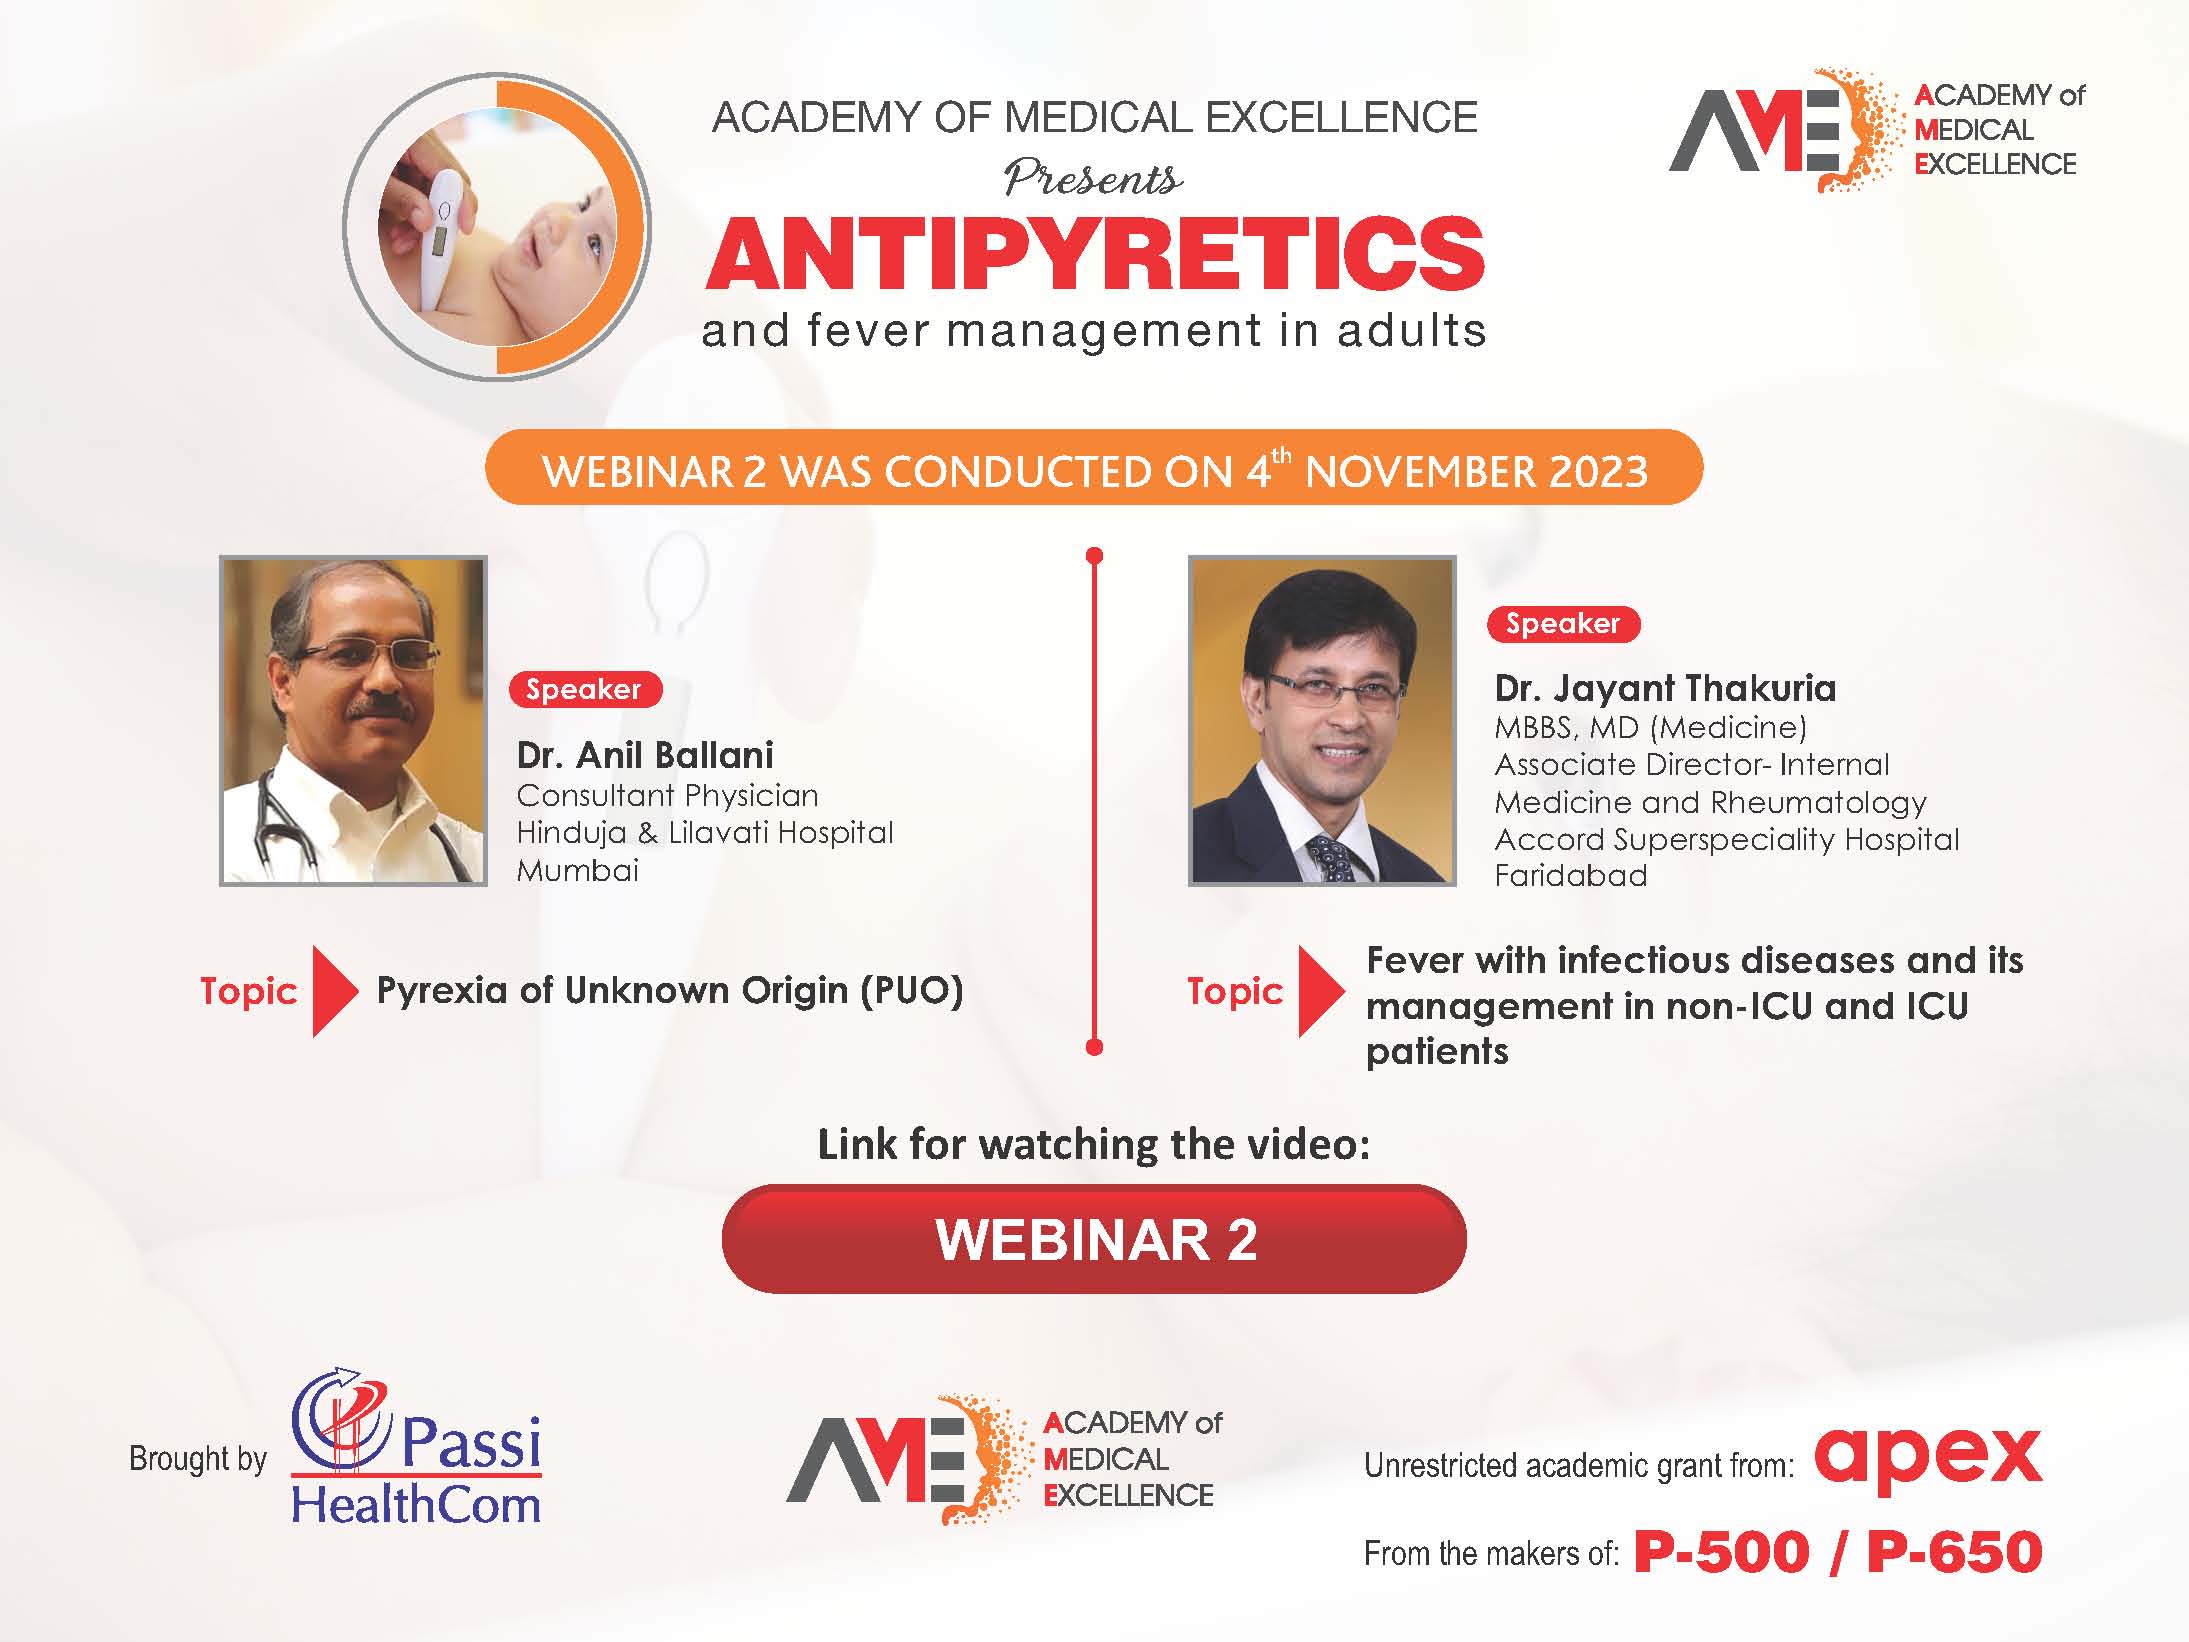 ACADEMY OF MEDICAL EXCELLENCE
Presents
ANTIPYRETICS
and fever management in adults
AME
ACADEMY of
MEDICAL
EXCELLENCE
WEBINAR 2 WAS CONDUCTED ON 4th NOVEMBER 2023
Speaker
Dr. Anil Ballani
Consultant Physician
Hinduja & Lilavati Hospital
Mumbai
Topic
Pyrexia of Unknown Origin (PUO)
Speaker
Dr. Jayant Thakuria
MBBS, MD (Medicine)
Associate Director- Internal
Medicine and Rheumatology
Accord Superspeciality Hospital
Faridabad
Topic
Fever with infectious diseases and its
management in non-ICU and ICU
patients
Link for watching the video:
WEBINAR 2
Brought by
Passi
HealthCom
AME
ACADEMY of
MEDICAL
EXCELLENCE
Unrestricted academic grant from: apex
From the makers of: P-500 / P-650